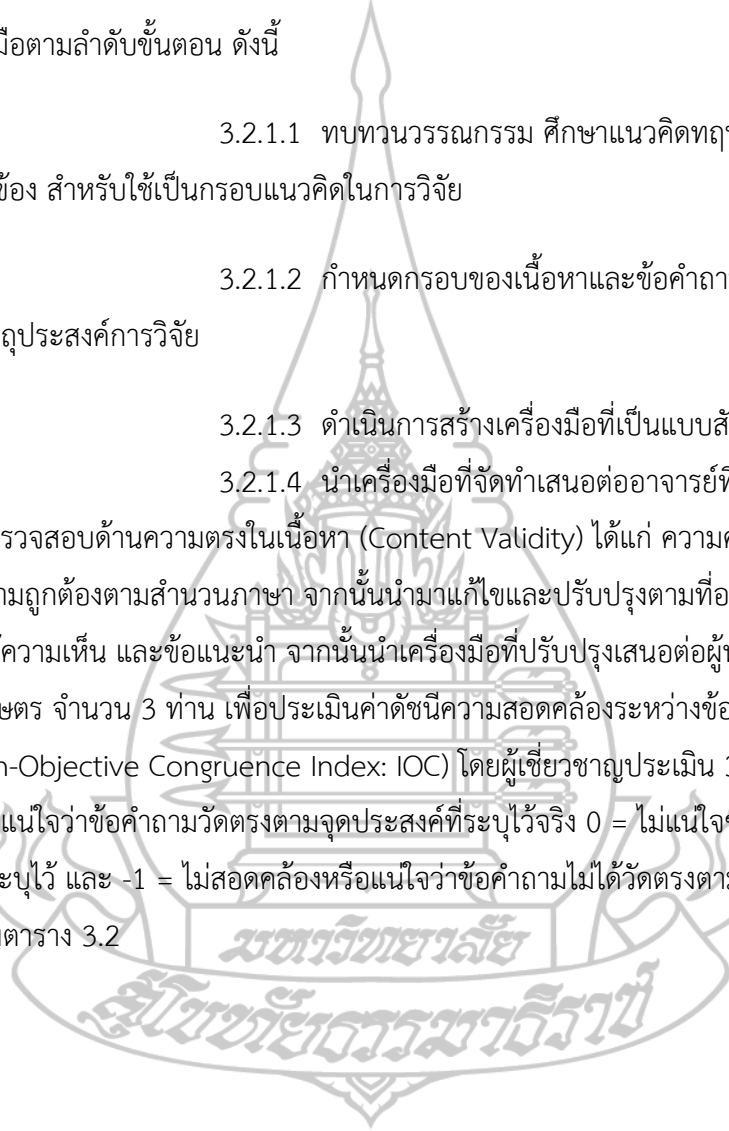 มือตามลำดับขั้นตอน ดังนี้
3.2.1.1 ทบทวนวรรณกรรม ศึกษาแนวคิดทฤ
ข้อง สำหรับใช้เป็นกรอบแนวคิดในการวิจัย
3.2.1.2 กำหนดกรอบของเนื้อหาและข้อคำถา
ถุประสงค์การวิจัย
3.2.1.3 ดำเนินการสร้างเครื่องมือที่เป็นแบบสั
3.2.1.4 นำเครื่องมือที่จัดทำเสนอต่ออาจารย์ที่
รวจสอบด้านความตรงในเนื้อหา (Content Validity) ได้แก่ ความ
ามถูกต้องตามสำนวนภาษา จากนั้นนำมาแก้ไขและปรับปรุงตามที่อ
ห้ความเห็น และข้อแนะนำ จากนั้นนำเครื่องมือที่ปรับปรุงเสนอต่อผู้
ษตร จำนวน 3 ท่าน เพื่อประเมินค่าดัชนีความสอดคล้องระหว่างข้อ
-Objective Congruence Index: IOC) โดยผู้เชี่ยวชาญประเมิน 3
แน่ใจว่าข้อคำถามวัดตรงตามจุดประสงค์ที่ระบุไว้จริง 0 = ไม่แน่ใจ
ะบุไว้ และ -1 = ไม่สอดคล้องหรือแน่ใจว่าข้อคำถามไม่ได้วัดตรงตา
ตาราง 3.2
มหาวิทยาลัย
สุโขทัยธรรมาธิราช